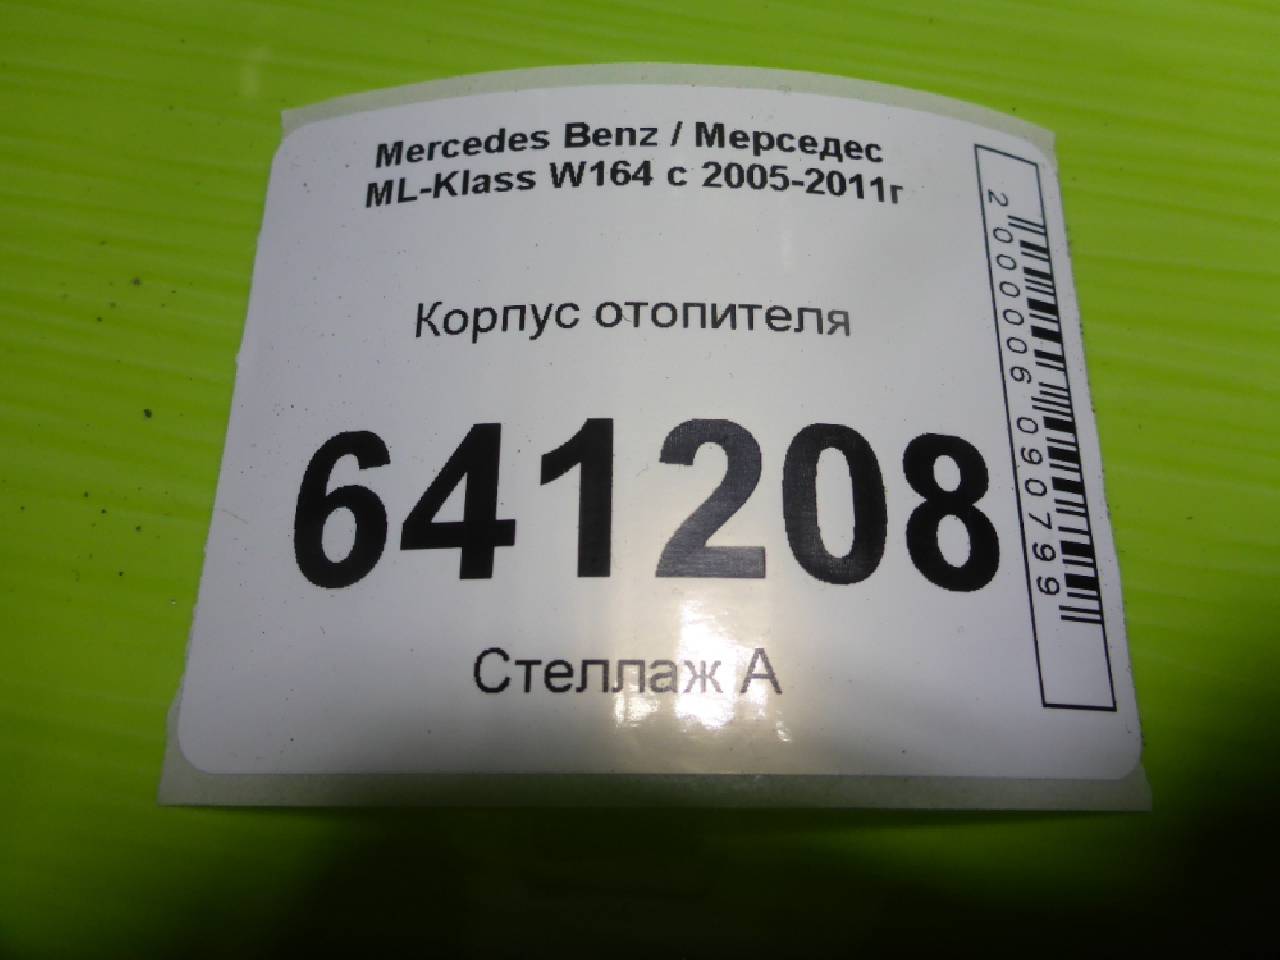 Mercedes Benz / Мерседес
ML-Klass W164 с 2005-2011г
Корпус отопителя
641208
Стеллаж А
2000006090799